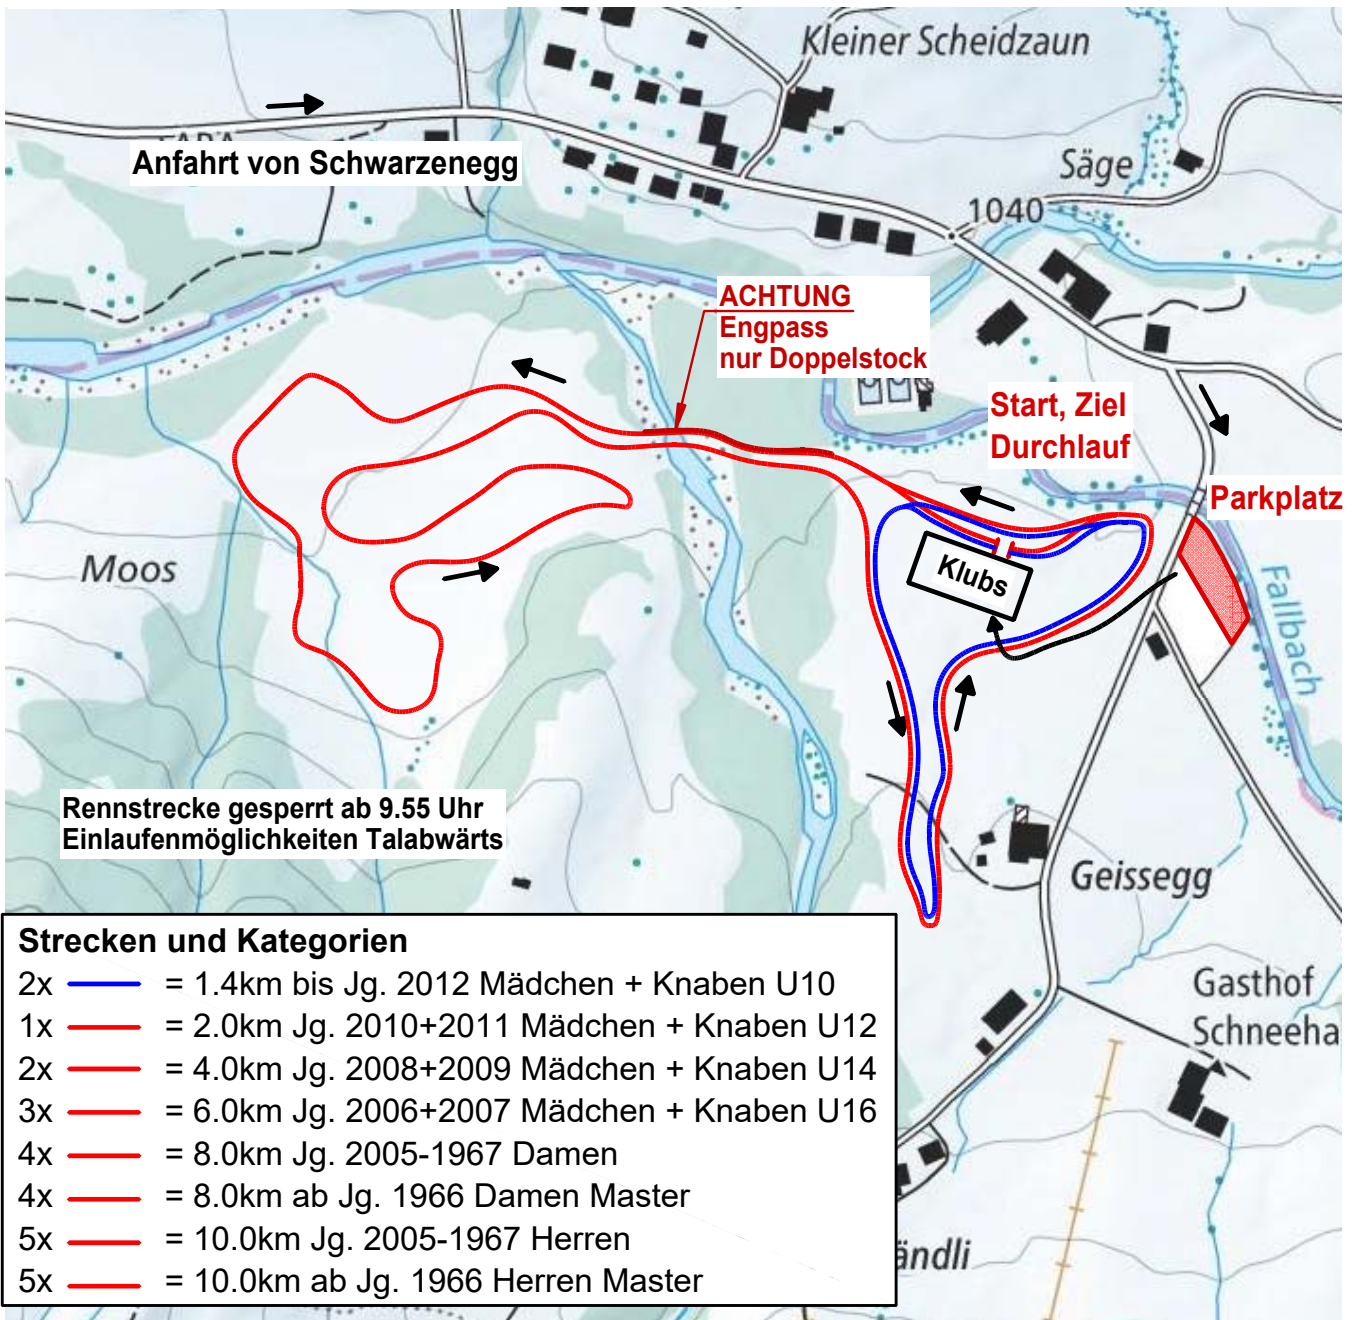 Kleiner Scheidzaun
Anfahrt von Schwarzenegg
Säge
1040
ACHTUNG
Engpass
nur Doppelstock
Start, Ziel
Durchlauf
Parkplatz
Klubs
Moos
Fallbach
Rennstrecke gesperrt ab 9.55 Uhr
Einlaufenmöglichkeiten Talabwärts
Geissegg
Gasthof
Schneeha
Strecken und Kategorien
2x = 1.4km bis Jg. 2012 Mädchen + Knaben U10
1x = 2.0km Jg. 2010+2011 Mädchen + Knaben U12
2x = 4.0km Jg. 2008+2009 Mädchen + Knaben U14
3x = 6.0km Jg. 2006+2007 Mädchen + Knaben U16
4x = 8.0km Jg. 2005-1967 Damen
4x = 8.0km ab Jg. 1966 Damen Master
5x = 10.0km Jg. 2005-1967 Herren
5x = 10.0km ab Jg. 1966 Herren Master
ändli